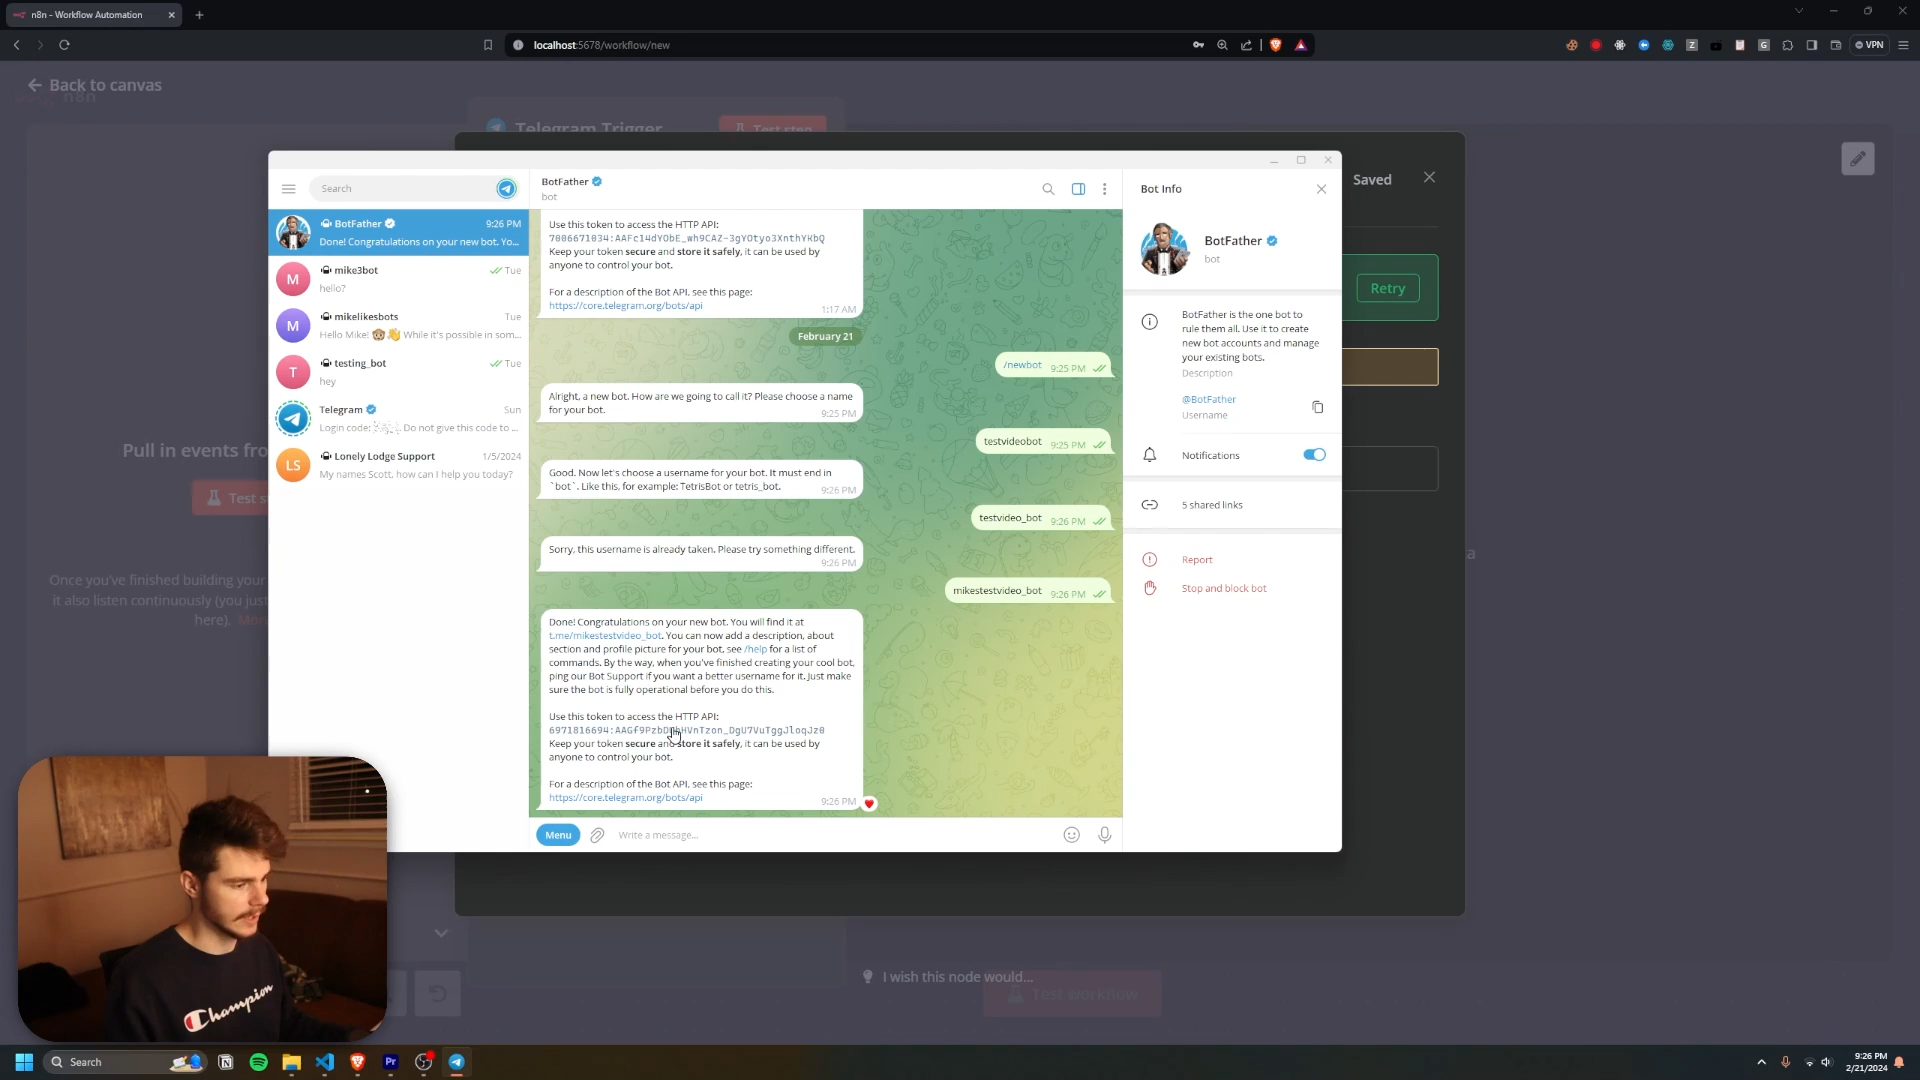 n8n - Workflow Automation
localhost:5678/workflow/new
VPN
Back to canvas
n8n
Telegram Trigger
Test step
Saved
Retry
Pull in events fro
Test s
Once you've finished building your
it also listen continuously (you just
here). More
I wish this node would...
Test workflow
Search
BotFather
9:26 PM
Done! Congratulations on your new bot. Yo...
M
mike3bot
Tue
hello?
M
mikelikesbots
Tue
Hello Mike! While it's possible in som...
T
testing_bot
Tue
hey
Telegram
Sun
Login code: . Do not give this code to ...
LS
Lonely Lodge Support
1/5/2024
My names Scott, how can I help you today?
BotFather
bot
Use this token to access the HTTP API:
7006671034:AAFc14dYObE_wh9CAZ-3gYOtyo3XnthYKbQ
Keep your token secure and store it safely, it can be used by
anyone to control your bot.
For a description of the Bot API, see this page:
https://core.telegram.org/bots/api
1:17 AM
February 21
/newbot
9:25 PM
Alright, a new bot. How are we going to call it? Please choose a name
for your bot.
9:25 PM
testvideobot
9:25 PM
Good. Now let's choose a username for your bot. It must end in
`bot`. Like this, for example: TetrisBot or tetris_bot.
9:26 PM
testvideo_bot
9:26 PM
Sorry, this username is already taken. Please try something different.
9:26 PM
mikestestvideo_bot
9:26 PM
Done! Congratulations on your new bot. You will find it at
t.me/mikestestvideo_bot. You can now add a description, about
section and profile picture for your bot, see /help for a list of
commands. By the way, when you've finished creating your cool bot,
ping our Bot Support if you want a better username for it. Just make
sure the bot is fully operational before you do this.
Use this token to access the HTTP API:
Keep your token secure and store it safely, it can be used by
anyone to control your bot.
For a description of the Bot API, see this page:
https://core.telegram.org/bots/api
9:26 PM
Menu
Write a message...
Bot Info
BotFather
bot
BotFather is the one bot to
rule them all. Use it to create
new bot accounts and manage
your existing bots.
Description
@BotFather
Username
Notifications
5 shared links
Report
Stop and block bot
Champion
Search
Pr
9:26 PM
2/21/2024